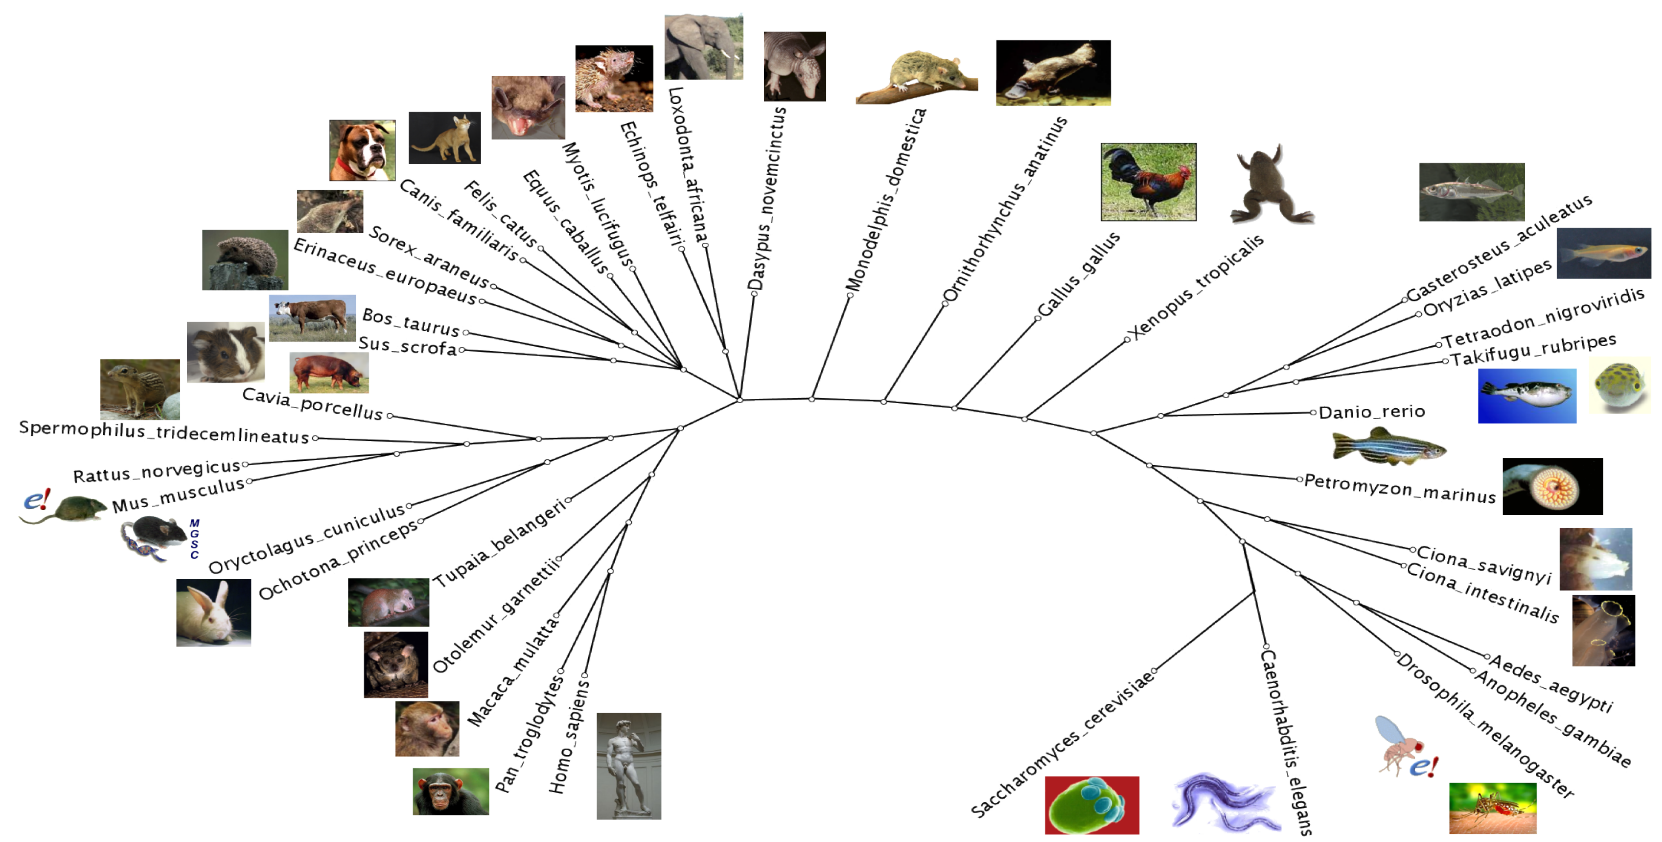 Loxodonta_africana
Echinops_telfairi
Myotis_lucifugus
Equus_caballus
Felis_catus
Canis_familiaris
Sorex_araneus
Erinaceus_europaeus
Bos_taurus
Sus_scrofa
Cavia_porcellus
Spermophilus_tridecemlineatus
Rattus_norvegicus
Mus_musculus
e!
MGSC
Oryctolagus_cuniculus
Ochotona_princeps
Tupaia_belangeri
Otolemur_garnettii
Macaca_mulatta
Pan_troglodytes
Homo_sapiens
Dasypus_novemcinctus
Monodelphis_domestica
Ornithorhynchus_anatinus
Gallus_gallus
Xenopus_tropicalis
Gasterosteus_aculeatus
Oryzias_latipes
Tetraodon_nigroviridis
Takifugu_rubripes
Danio_rerio
Petromyzon_marinus
Ciona_savignyi
Ciona_intestinalis
Aedes_aegypti
Anopheles_gambiae
Drosophila_melanogaster
e!
Caenorhabditis_elegans
Saccharomyces_cerevisiae